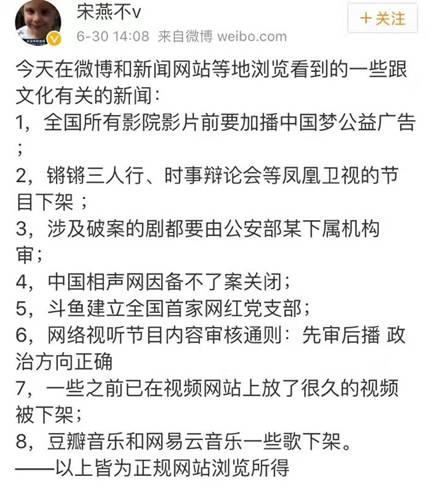 宋燕不v
＋关注
6-30 14:08 来自微博 weibo.com
今天在微博和新闻网站等地浏览看到的一些跟
文化有关的新闻：
1，全国所有影院影片前要加播中国梦公益广告
；
2，锵锵三人行、时事辩论会等凤凰卫视的节
目下架 ；
3，涉及破案的剧都要由公安部某下属机构
审；
4，中国相声网因备不了案关闭；
5，斗鱼建立全国首家网红党支部；
6，网络视听节目内容审核通则：先审后播 政
治方向正确
7，一些之前已在视频网站上放了很久的视频
被下架；
8，豆瓣音乐和网易云音乐一些歌下架。
——以上皆为正规网站浏览所得